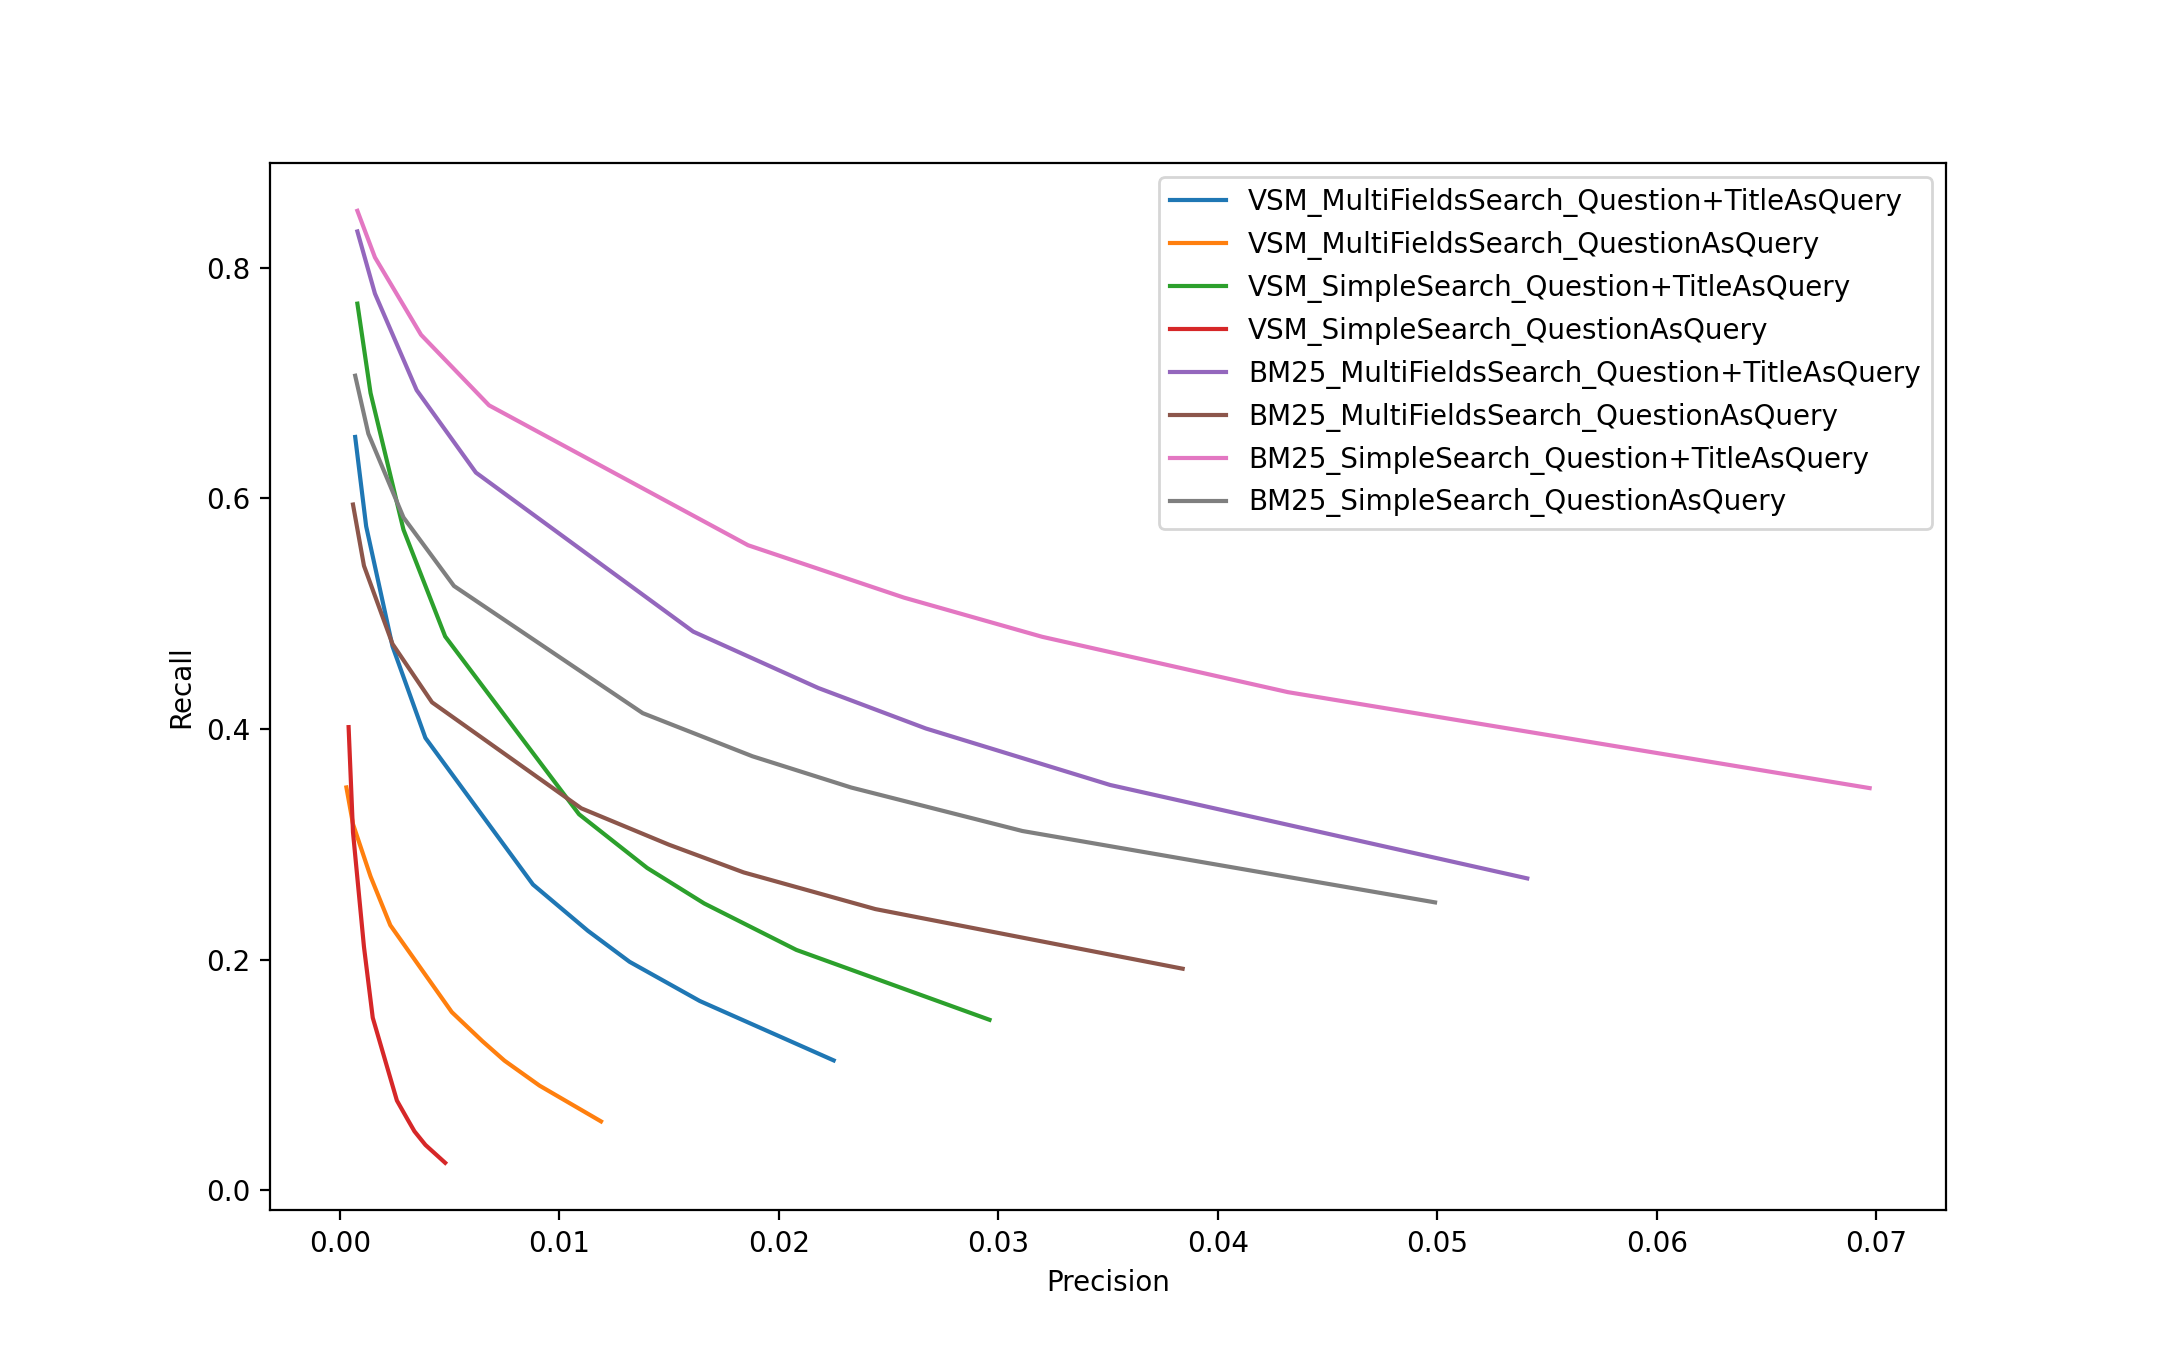 VSM_MultiFieldsSearch_Question+TitleAsQuery
VSM_MultiFieldsSearch_QuestionAsQuery
VSM_SimpleSearch_Question+TitleAsQuery
VSM_SimpleSearch_QuestionAsQuery
BM25_MultiFieldsSearch_Question+TitleAsQuery
BM25_MultiFieldsSearch_QuestionAsQuery
BM25_SimpleSearch_Question+TitleAsQuery
BM25_SimpleSearch_QuestionAsQuery
0.8
0.6
0.4
0.2
0.0
Recall
0.00 0.01 0.02 0.03 0.04 0.05 0.06 0.07
Precision